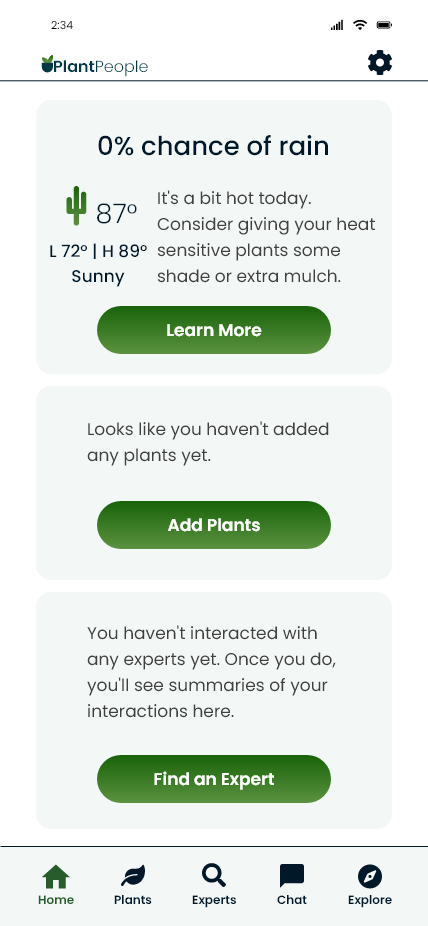 2:34
PlantPeople
0% chance of rain
87°
L 72° | H 89°
Sunny
It's a bit hot today.
Consider giving your heat
sensitive plants some
shade or extra mulch.
Learn More
Looks like you haven't added
any plants yet.
Add Plants
You haven't interacted with
any experts yet. Once you do,
you'll see summaries of your
interactions here.
Find an Expert
Home Plants Experts Chat Explore